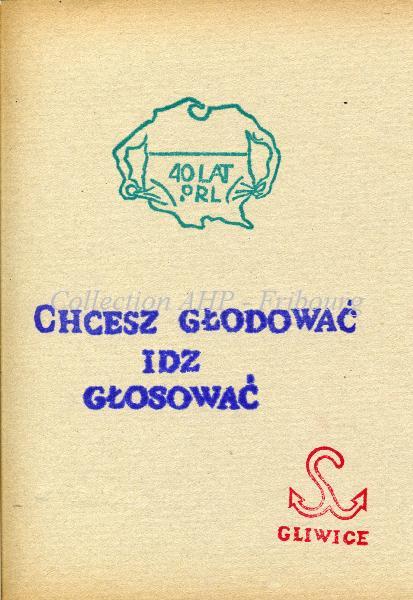 40 LAT
PRL
Collection AHP - Fribourg
CHCESZ GŁODOWAĆ
IDZ
GŁOSOWAĆ
GLIWICE